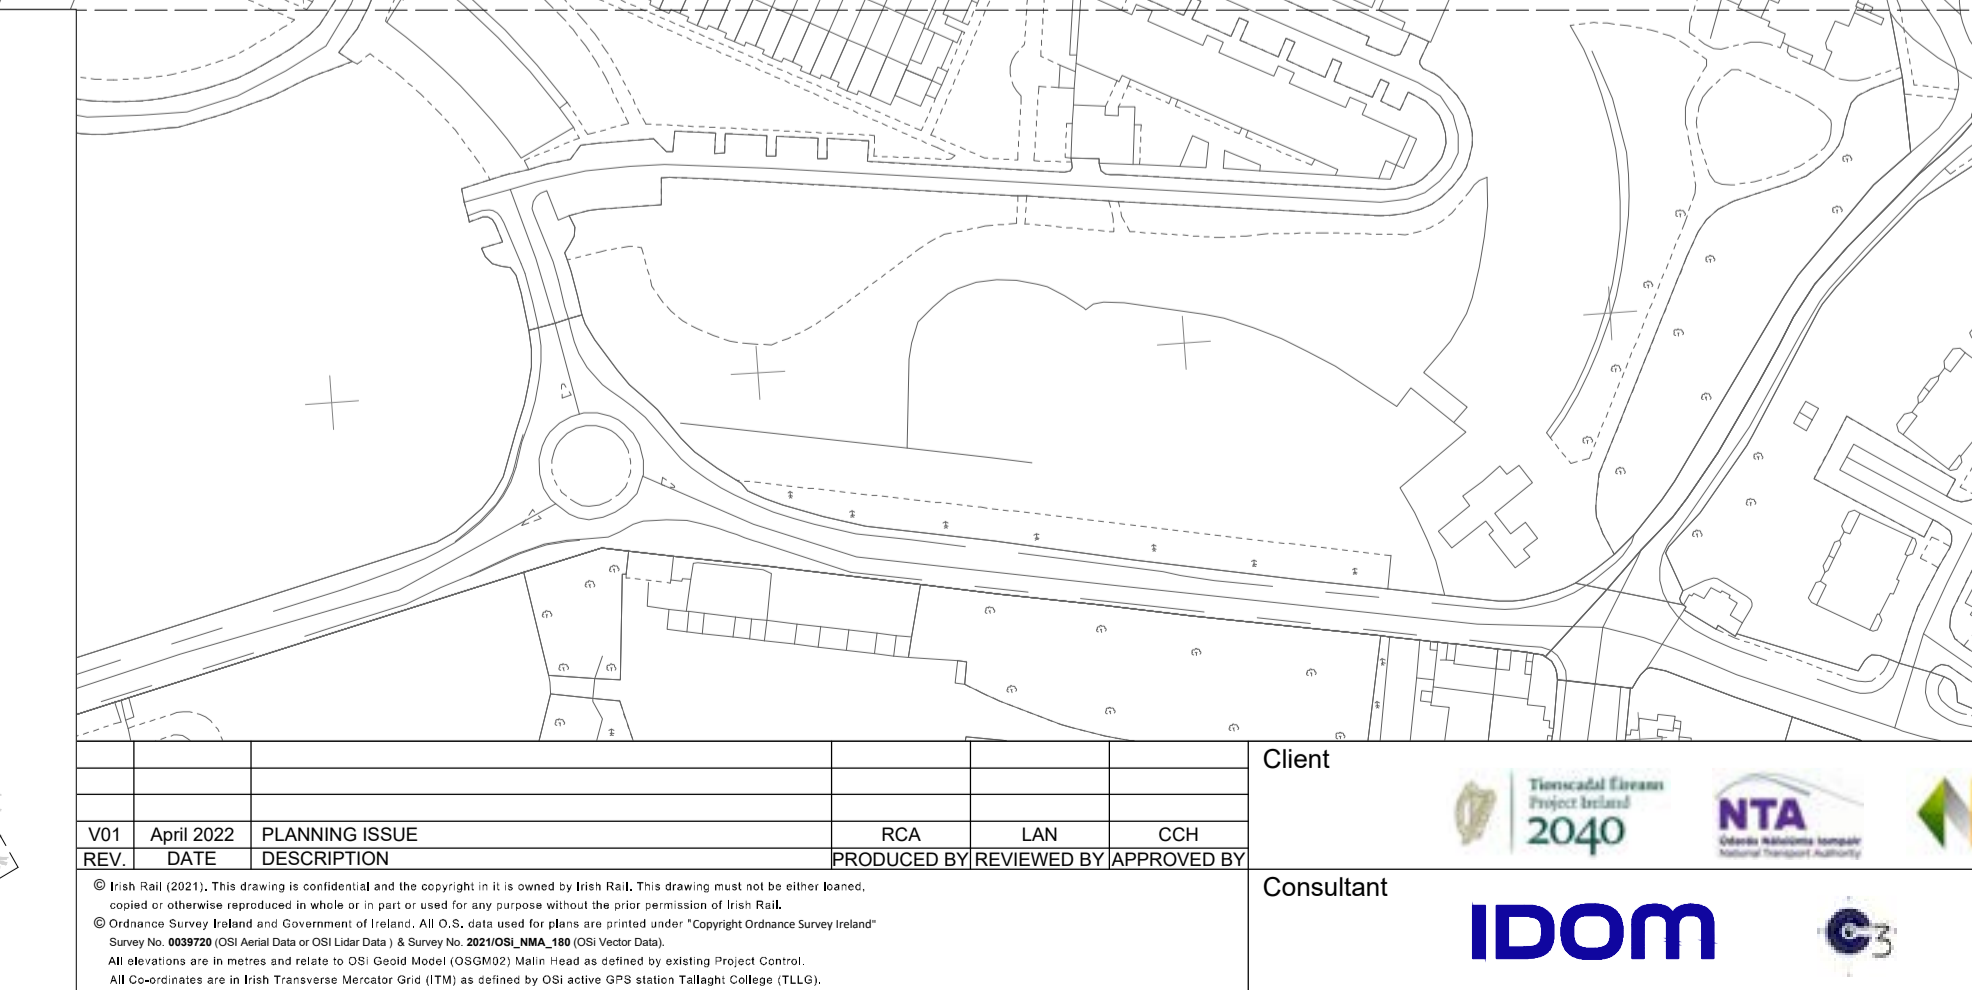 V01 April 2022 PLANNING ISSUE RCA LAN CCH
REV. DATE DESCRIPTION PRODUCED BY REVIEWED BY APPROVED BY
© Irish Rail (2021). This drawing is confidential and the copyright in it is owned by Irish Rail. This drawing must not be either loaned,
copied or otherwise reproduced in whole or in part or used for any purpose without the prior permission of Irish Rail.
© Ordnance Survey Ireland and Government of Ireland. All O.S. data used for plans are printed under "Copyright Ordnance Survey Ireland"
Survey No. 0039720 (OSI Aerial Data or OSI Lidar Data ) & Survey No. 2021/OSi_NMA_180 (OSi Vector Data).
All elevations are in metres and relate to OSi Geoid Model (OSGM02) Malin Head as defined by existing Project Control.
All Co-ordinates are in Irish Transverse Mercator Grid (ITM) as defined by OSi active GPS station Tallaght College (TLLG).
Client
Tionscadal Éireann
Project Ireland
2040
NTA
Údarás Náisiúnta Iompair
National Transport Authority
Consultant
IDOM
C3